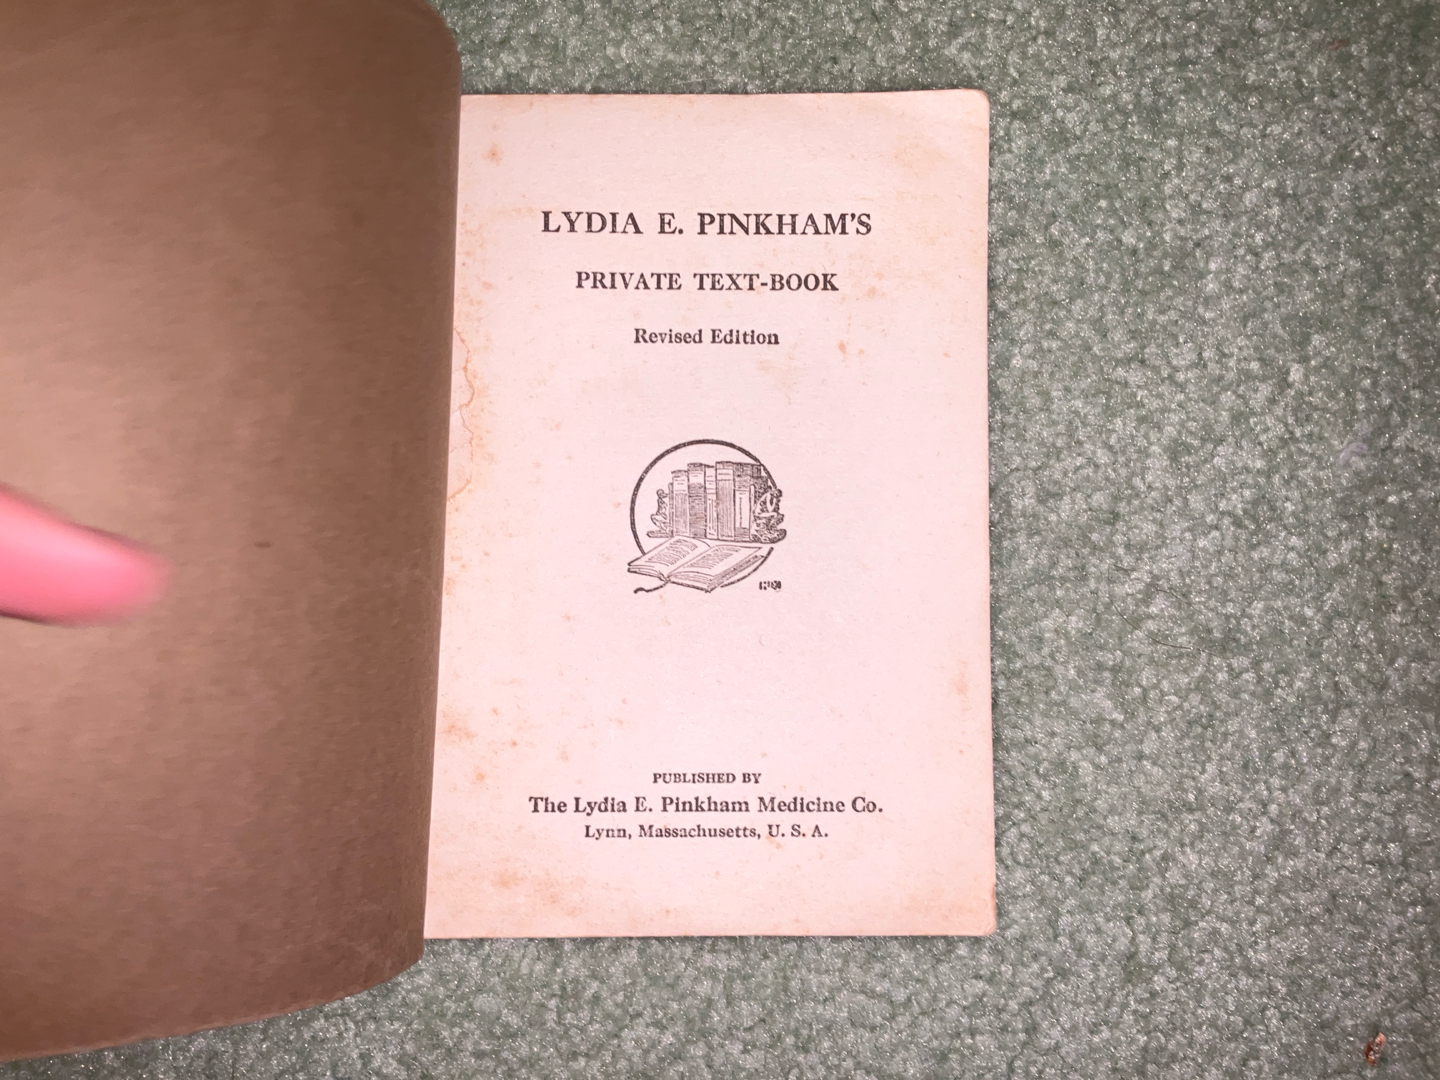 LYDIA E. PINKHAM'S
PRIVATE TEXT-BOOK
Revised Edition
PUBLISHED BY
The Lydia E. Pinkham Medicine Co.
Lynn, Massachusetts, U. S. A.